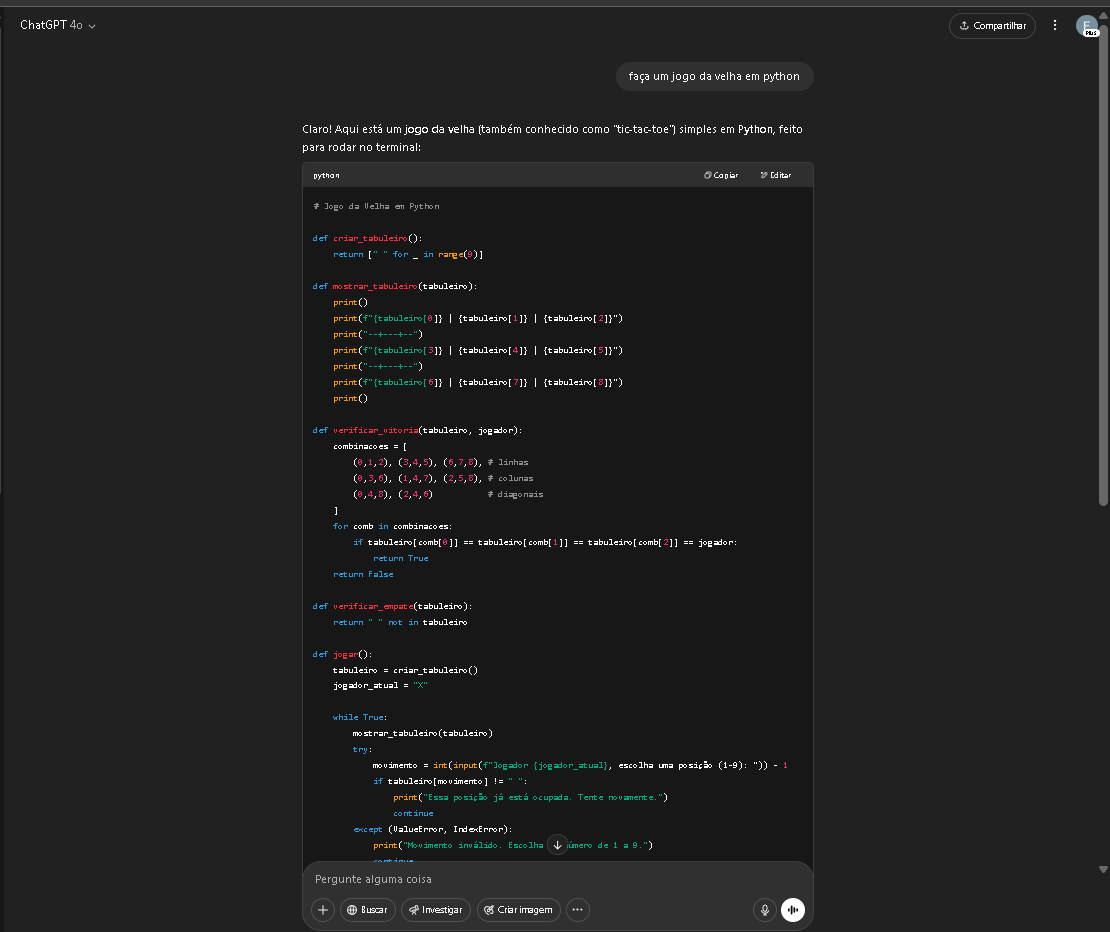 ChatGPT 4o
Compartilhar
E
Plus
faça um jogo da velha em python
Claro! Aqui está um jogo da velha (também conhecido como "tic-tac-toe") simples em Python, feito
para rodar no terminal:
python
Copiar
Editar
# Jogo da Velha em Python
def criar_tabuleiro():
    return [" " for _ in range(9)]
def mostrar_tabuleiro(tabuleiro):
    print()
    print(f"{tabuleiro[0]} | {tabuleiro[1]} | {tabuleiro[2]}")
    print("--+---+--")
    print(f"{tabuleiro[3]} | {tabuleiro[4]} | {tabuleiro[5]}")
    print("--+---+--")
    print(f"{tabuleiro[6]} | {tabuleiro[7]} | {tabuleiro[8]}")
    print()
def verificar_vitoria(tabuleiro, jogador):
    combinacoes = [
        (0,1,2), (3,4,5), (6,7,8), # linhas
        (0,3,6), (1,4,7), (2,5,8), # colunas
        (0,4,8), (2,4,6)           # diagonais
    ]
    for comb in combinacoes:
        if tabuleiro[comb[0]] == tabuleiro[comb[1]] == tabuleiro[comb[2]] == jogador:
            return True
    return False
def verificar_empate(tabuleiro):
    return " " not in tabuleiro
def jogar():
    tabuleiro = criar_tabuleiro()
    jogador_atual = "X"
    while True:
        mostrar_tabuleiro(tabuleiro)
        try:
            movimento = int(input(f"Jogador {jogador_atual}, escolha uma posição (1-9): ")) - 1
            if tabuleiro[movimento] != " ":
                print("Essa posição já está ocupada. Tente novamente.")
                continue
        except (ValueError, IndexError):
            print("Movimento inválido. Escolha úmero de 1 a 9.")
            continue
Pergunte alguma coisa
Buscar
Investigar
Criar imagem